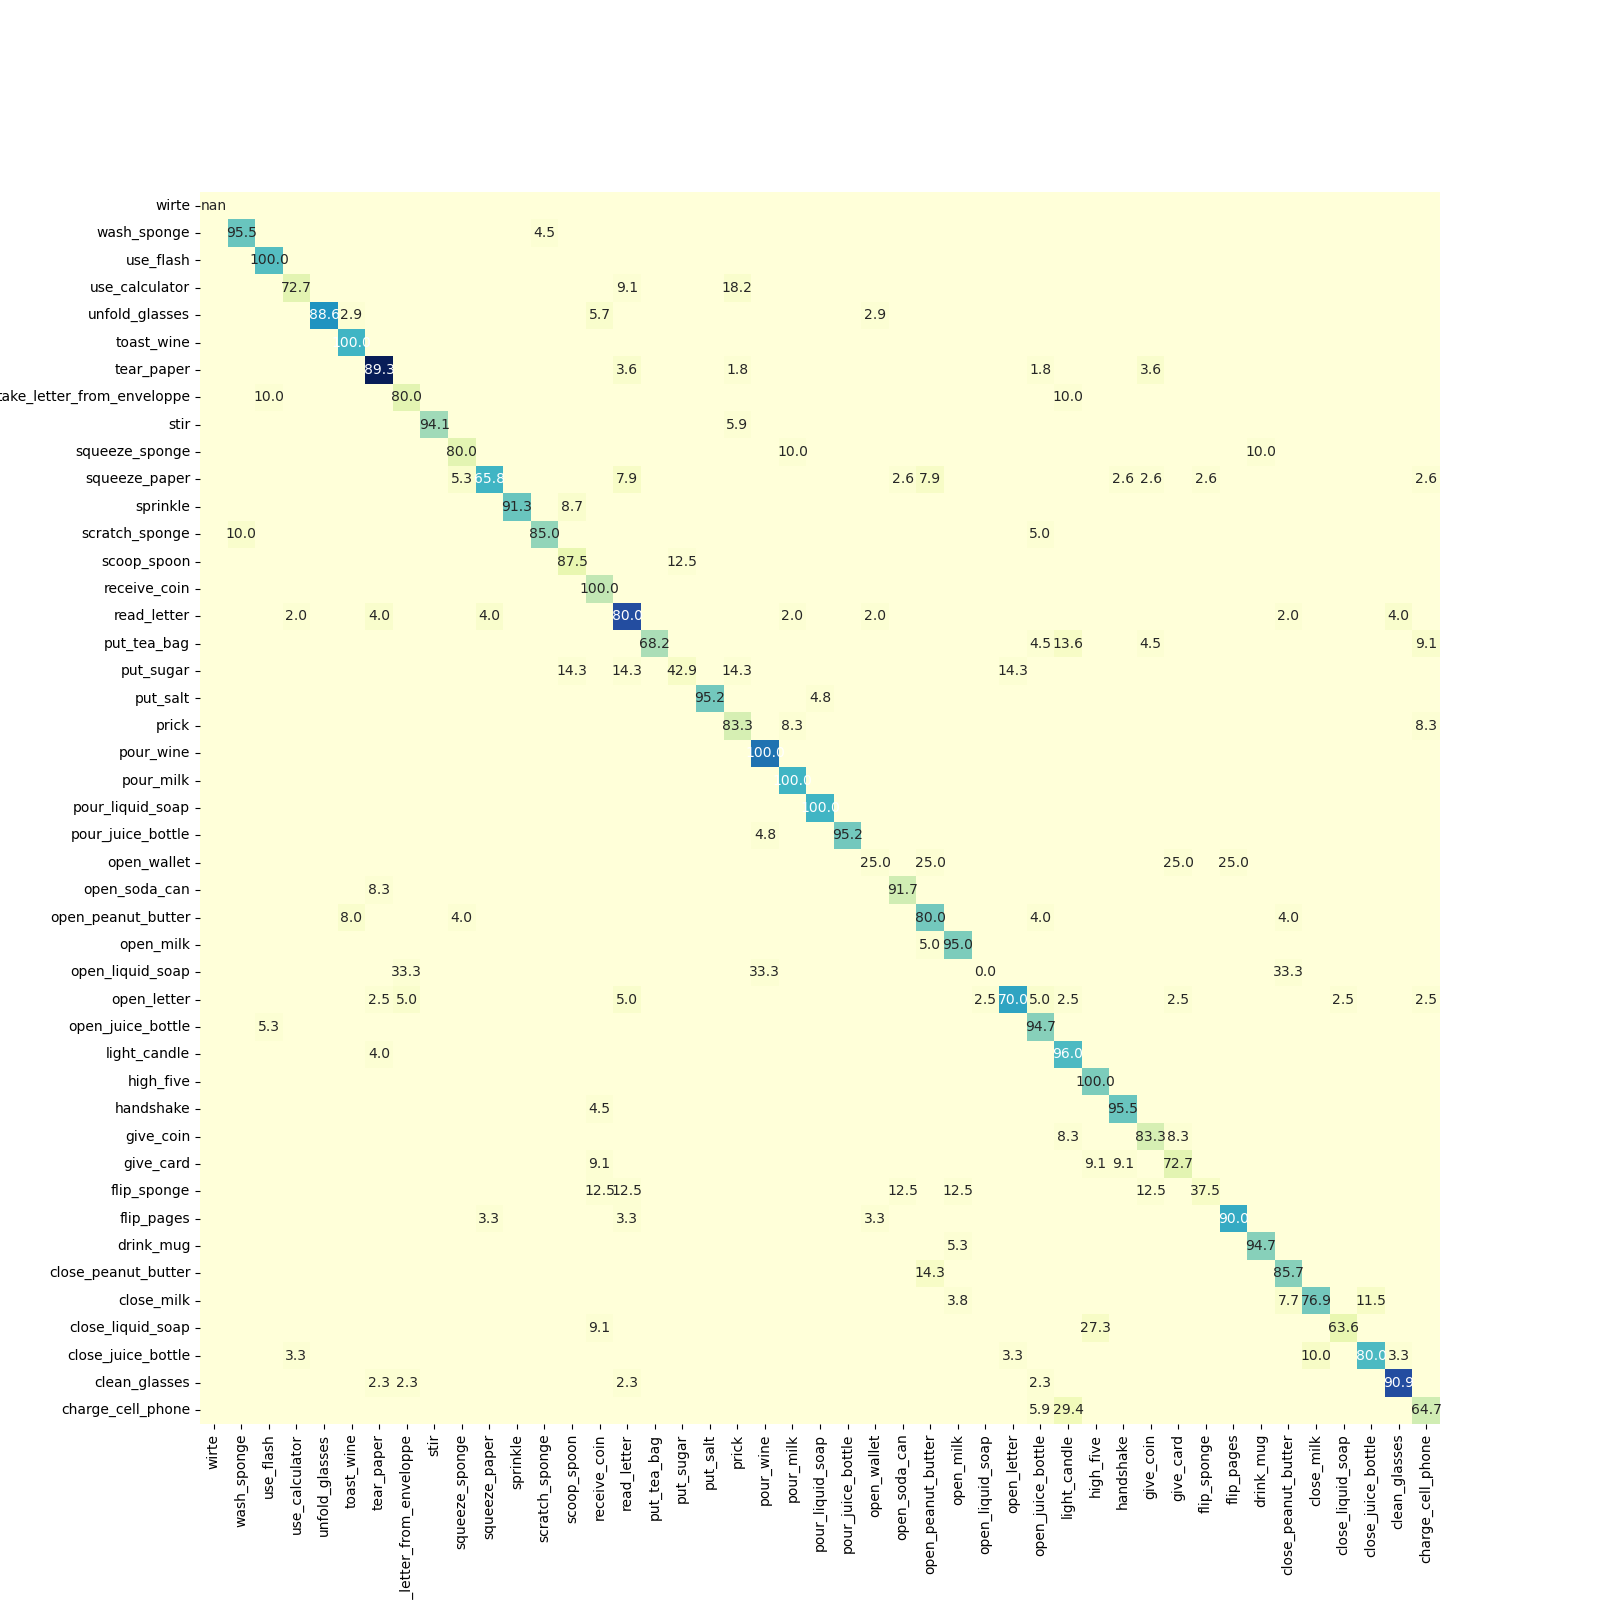 wirte nan
wash_sponge 95.5 4.5
use_flash 100.0
use_calculator 72.7 9.1 18.2
unfold_glasses 88.6 2.9 5.7 2.9
toast_wine 100.0
tear_paper 89.3 3.6 1.8 1.8 3.6
take_letter_from_enveloppe 10.0 80.0 10.0
stir 94.1 5.9
squeeze_sponge 80.0 10.0 10.0
squeeze_paper 5.3 65.8 7.9 2.6 7.9 2.6 2.6 2.6 2.6
sprinkle 91.3 8.7
scratch_sponge 10.0 85.0 5.0
scoop_spoon 87.5 12.5
receive_coin 100.0
read_letter 2.0 4.0 4.0 80.0 2.0 2.0 2.0 4.0
put_tea_bag 68.2 4.5 13.6 4.5 9.1
put_sugar 14.3 14.3 42.9 14.3 14.3
put_salt 95.2 4.8
prick 83.3 8.3 8.3
pour_wine 100.0
pour_milk 100.0
pour_liquid_soap 100.0
pour_juice_bottle 4.8 95.2
open_wallet 25.0 25.0 25.0 25.0
open_soda_can 8.3 91.7
open_peanut_butter 8.0 4.0 80.0 4.0 4.0
open_milk 5.0 95.0
open_liquid_soap 33.3 33.3 0.0 33.3
open_letter 2.5 5.0 5.0 2.5 70.0 5.0 2.5 2.5 2.5 2.5
open_juice_bottle 5.3 94.7
light_candle 4.0 96.0
high_five 100.0
handshake 4.5 95.5
give_coin 8.3 83.3 8.3
give_card 9.1 9.1 9.1 72.7
flip_sponge 12.5 12.5 12.5 12.5 12.5 37.5
flip_pages 3.3 3.3 3.3 90.0
drink_mug 5.3 94.7
close_peanut_butter 14.3 85.7
close_milk 3.8 7.7 76.9 11.5
close_liquid_soap 9.1 27.3 63.6
close_juice_bottle 3.3 3.3 10.0 80.0 3.3
clean_glasses 2.3 2.3 2.3 2.3 90.9
charge_cell_phone 5.9 29.4 64.7
wirte
wash_sponge
use_flash
use_calculator
unfold_glasses
toast_wine
tear_paper
_letter_from_enveloppe
stir
squeeze_sponge
squeeze_paper
sprinkle
scratch_sponge
scoop_spoon
receive_coin
read_letter
put_tea_bag
put_sugar
put_salt
prick
pour_wine
pour_milk
pour_liquid_soap
pour_juice_bottle
open_wallet
open_soda_can
open_peanut_butter
open_milk
open_liquid_soap
open_letter
open_juice_bottle
light_candle
high_five
handshake
give_coin
give_card
flip_sponge
flip_pages
drink_mug
close_peanut_butter
close_milk
close_liquid_soap
close_juice_bottle
clean_glasses
charge_cell_phone